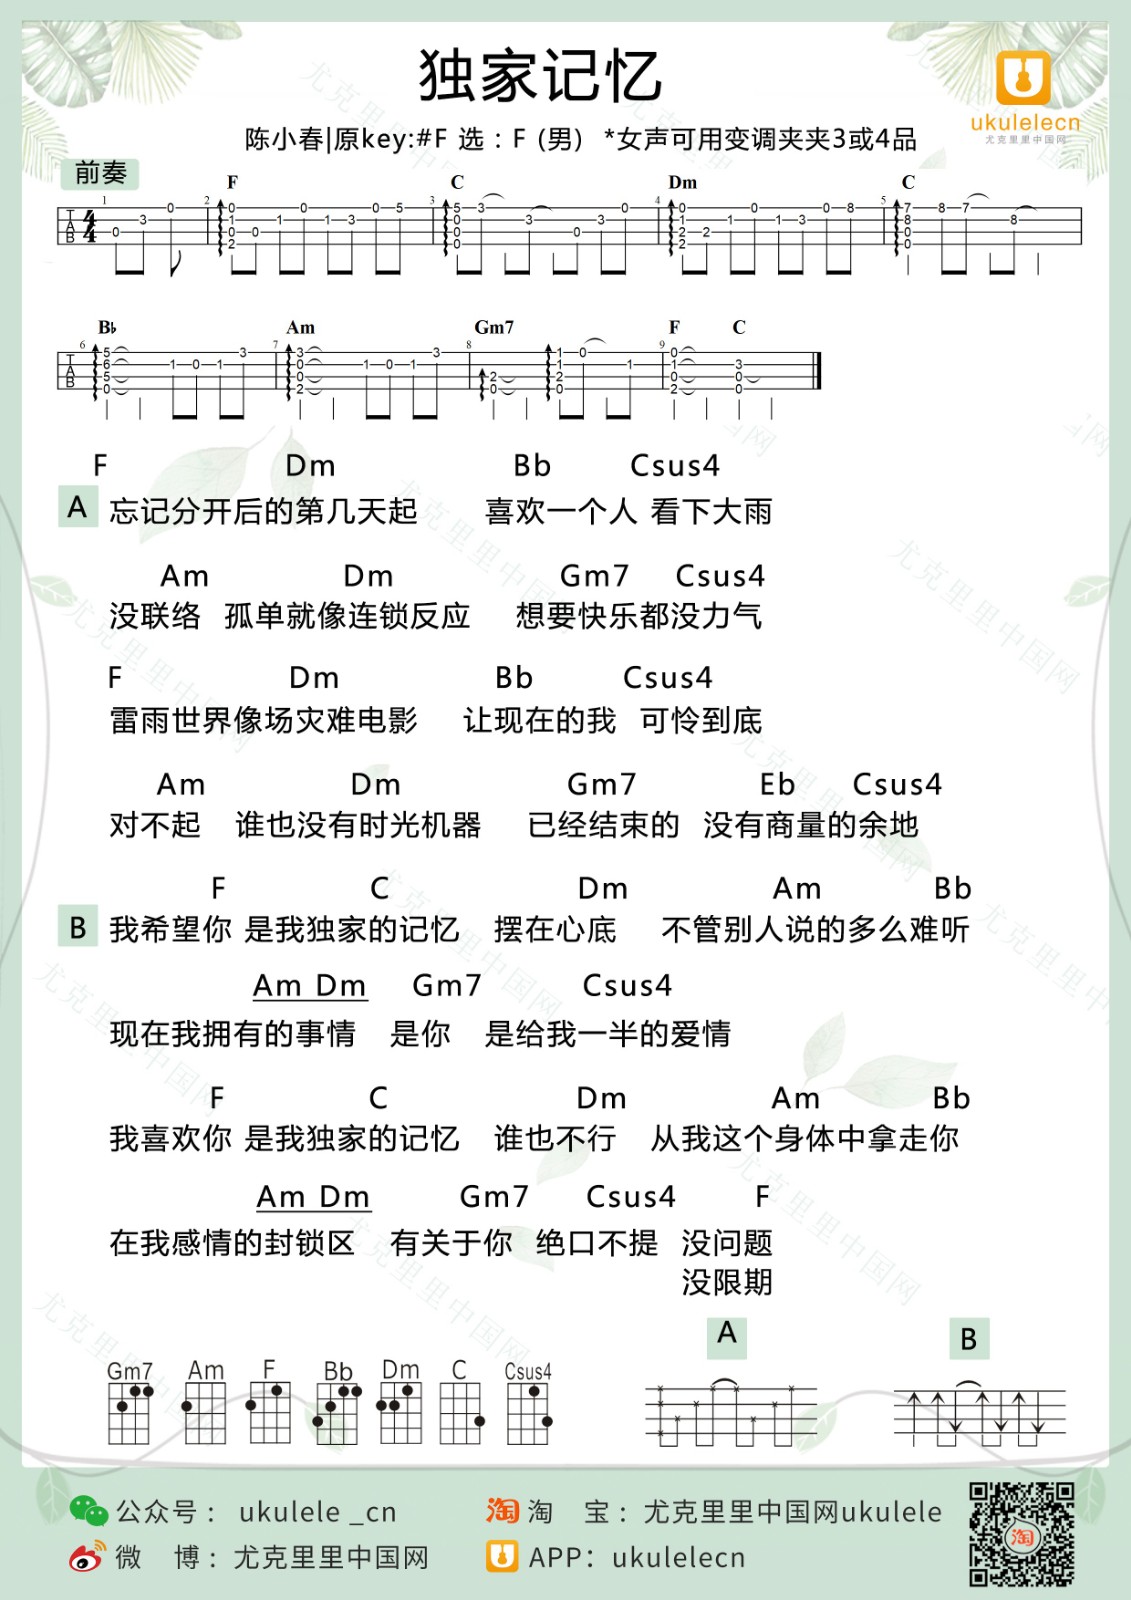 独家记忆
ukulelecn
尤克里里中国网
陈小春|原key:#F 选：F (男) *女声可用变调夹夹3或4品
前奏
F C Dm C
B♭ Am Gm7 F C
F Dm Bb Csus4
A 忘记分开后的第几天起 喜欢一个人 看下大雨
Am Dm Gm7 Csus4
没联络 孤单就像连锁反应 想要快乐都没力气
F Dm Bb Csus4
雷雨世界像场灾难电影 让现在的我 可怜到底
Am Dm Gm7 Eb Csus4
对不起 谁也没有时光机器 已经结束的 没有商量的余地
F C Dm Am Bb
B 我希望你 是我独家的记忆 摆在心底 不管别人说的多么难听
Am Dm Gm7 Csus4
现在我拥有的事情 是你 是给我一半的爱情
F C Dm Am Bb
我喜欢你 是我独家的记忆 谁也不行 从我这个身体中拿走你
Am Dm Gm7 Csus4 F
在我感情的封锁区 有关于你 绝口不提 没问题
没限期
A B
Gm7 Am F Bb Dm C Csus4
公众号： ukulele _cn
淘 宝：尤克里里中国网ukulele
微 博：尤克里里中国网
APP：ukulelecn